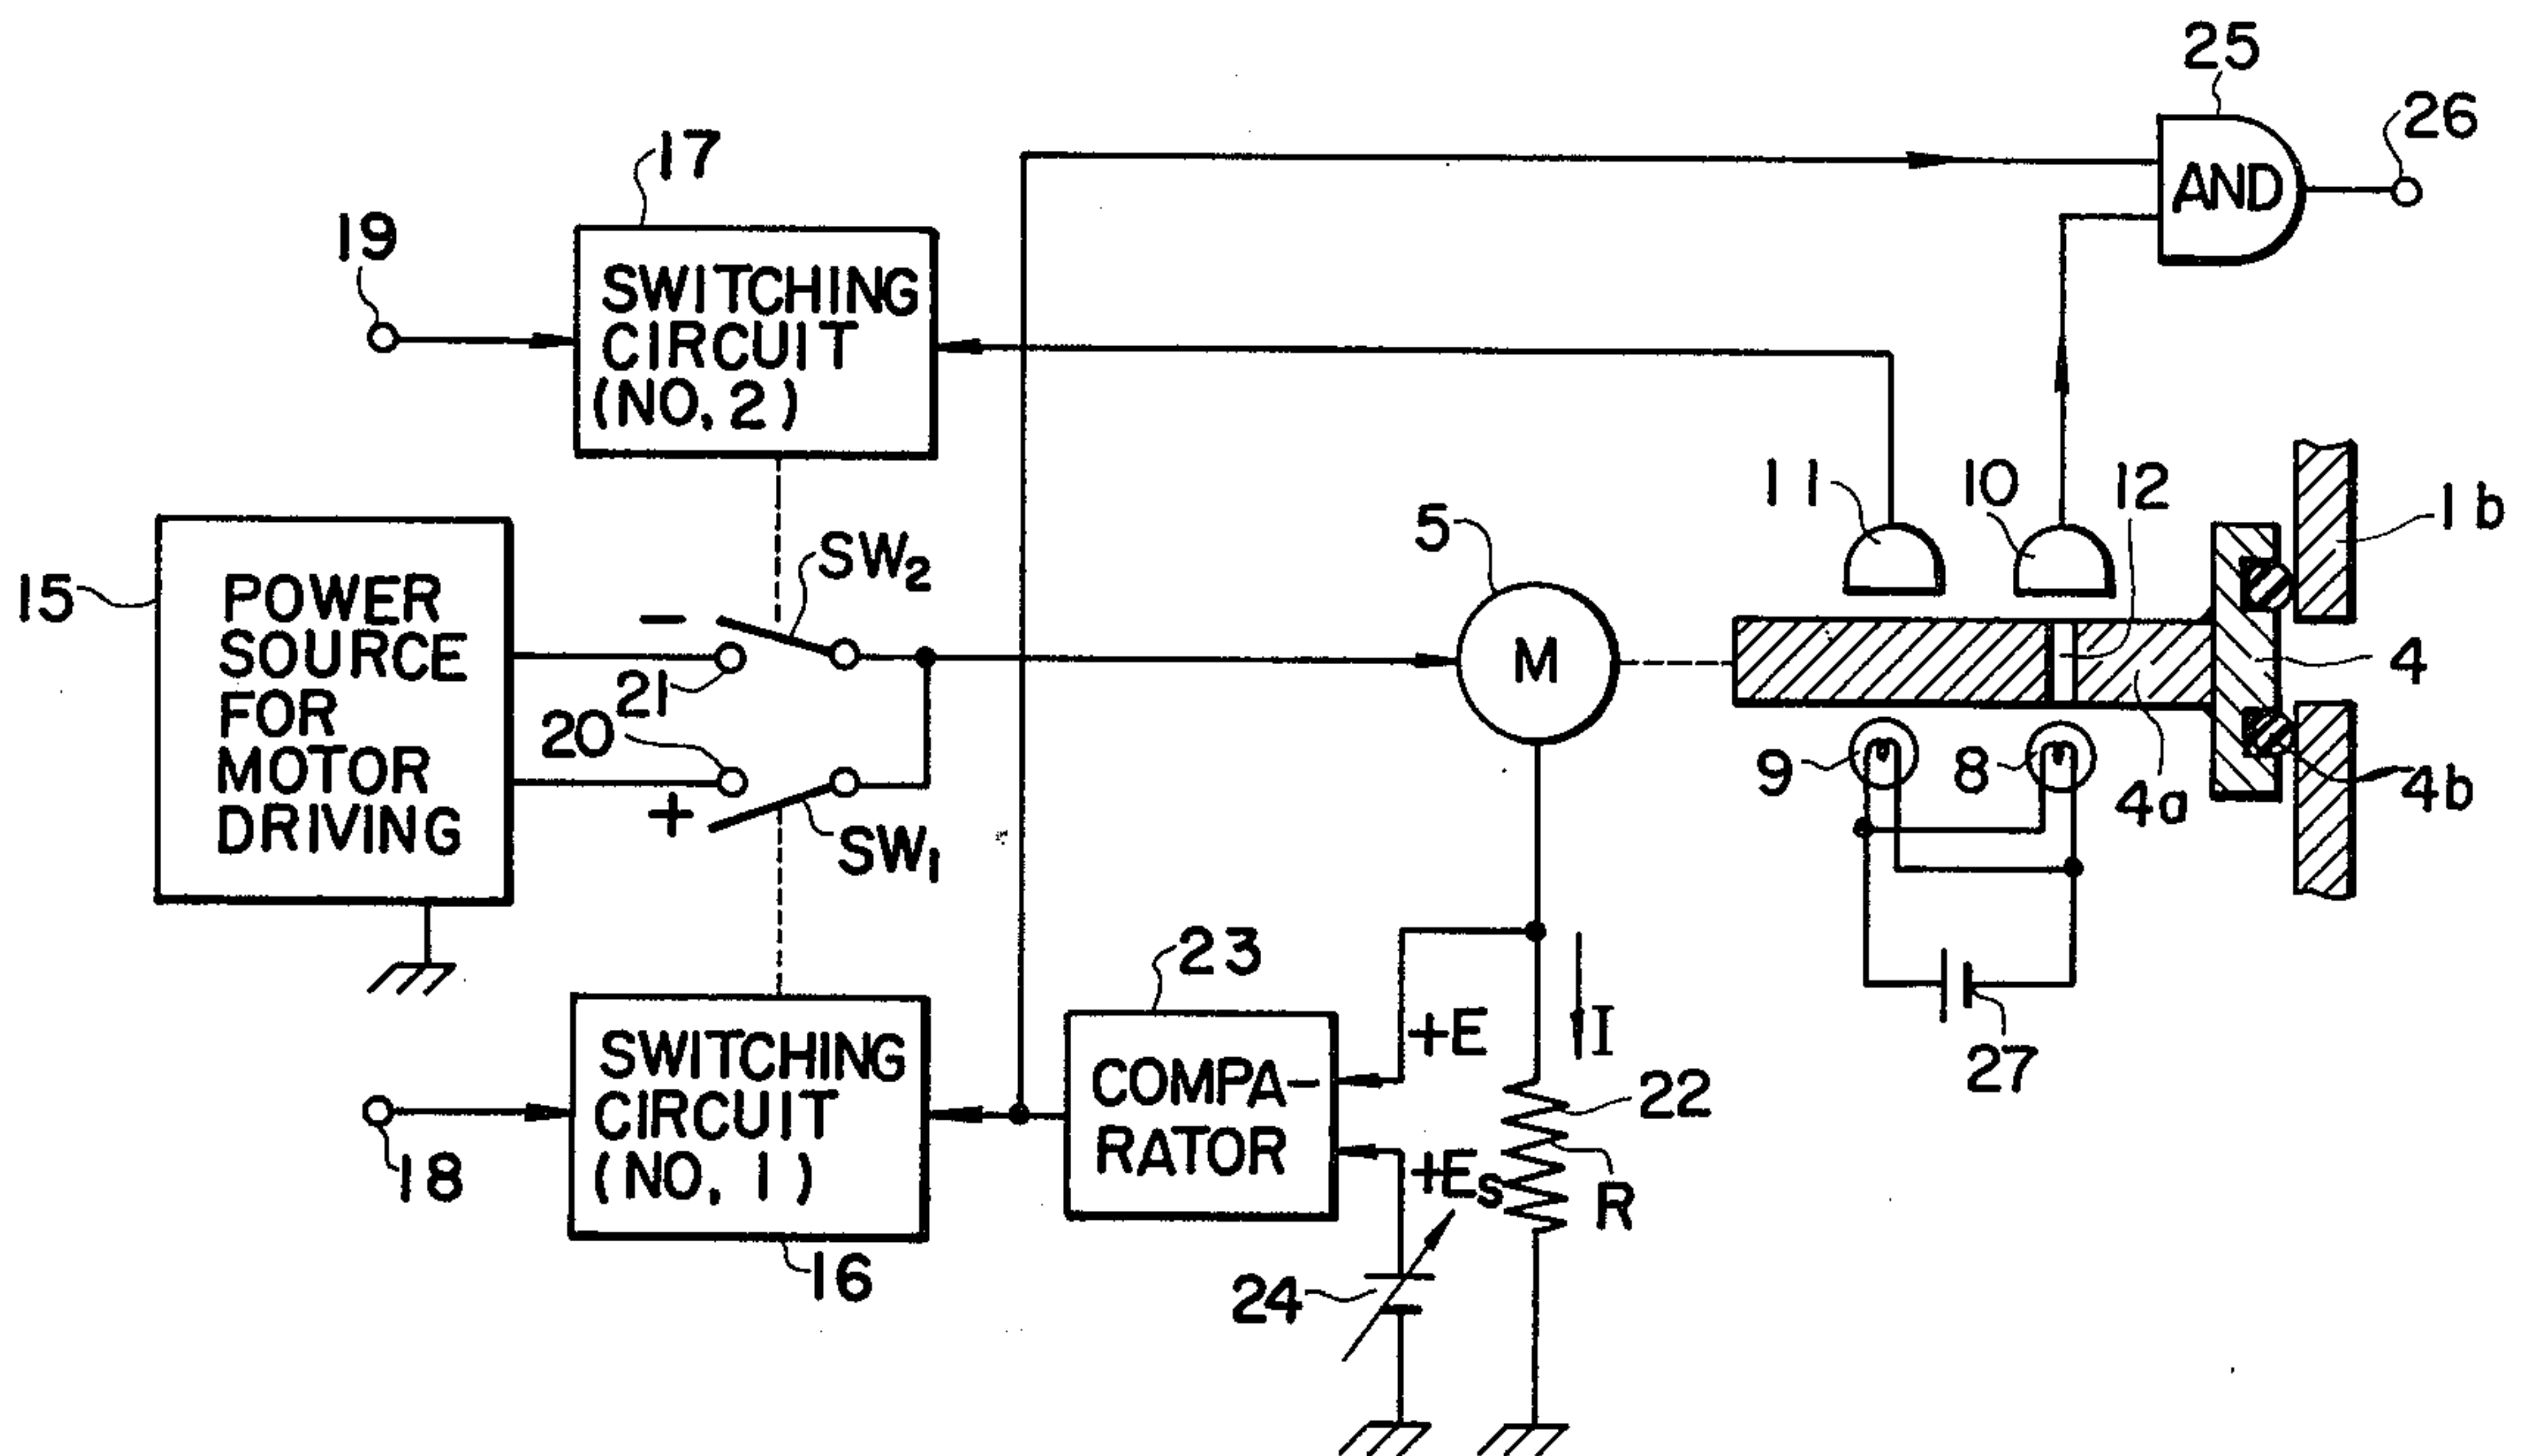 25
26
AND
17
19
SWITCHING
CIRCUIT
(NO, 2)
11
10
12
1b
5
SW2
15
POWER
SOURCE
FOR
MOTOR
DRIVING
−
21
20
+
SW1
M
4
9
8
4a
4b
23
+E
I
27
SWITCHING
CIRCUIT
(NO, 1)
COMPA-
RATOR
22
18
+Es
R
16
24